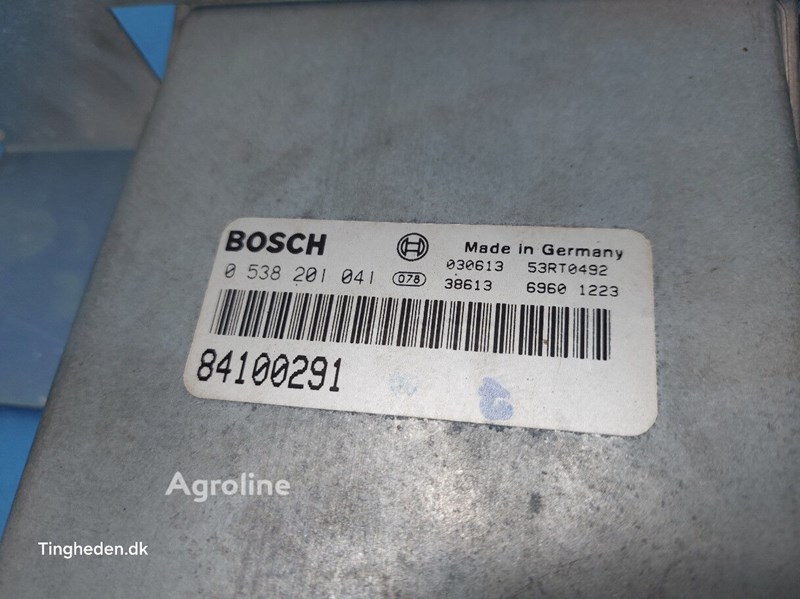 BOSCH
Made in Germany
0 538 201 041 078 030613 53RT0492
38613 6960 1223
84100291
Agroline
Tingheden.dk